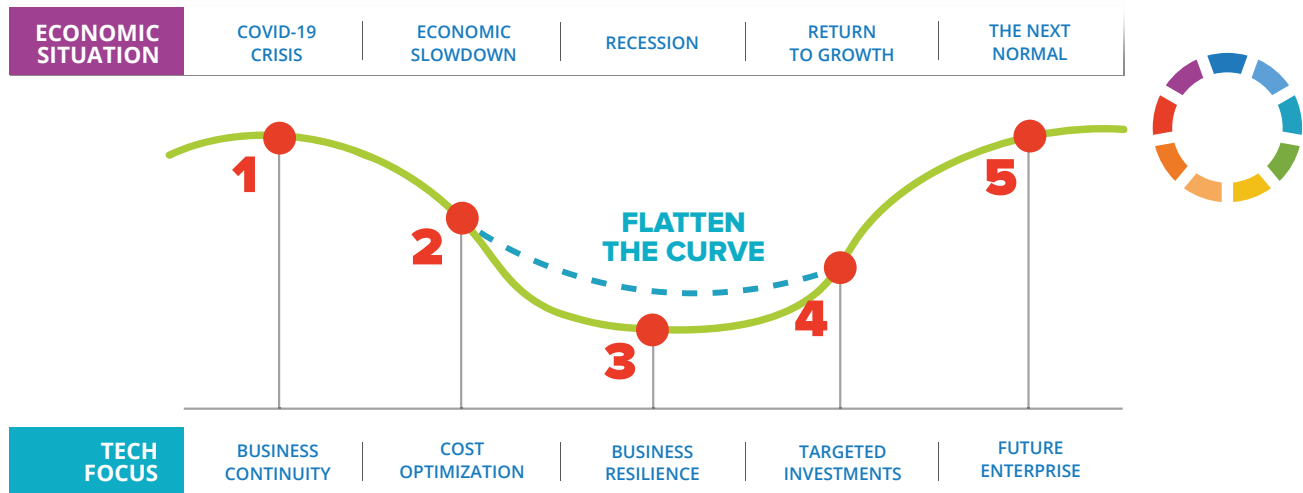 ECONOMIC
SITUATION
COVID-19
CRISIS
ECONOMIC
SLOWDOWN
RECESSION
RETURN
TO GROWTH
THE NEXT
NORMAL
1
2
3
4
5
FLATTEN
THE CURVE
TECH
FOCUS
BUSINESS
CONTINUITY
COST
OPTIMIZATION
BUSINESS
RESILIENCE
TARGETED
INVESTMENTS
FUTURE
ENTERPRISE